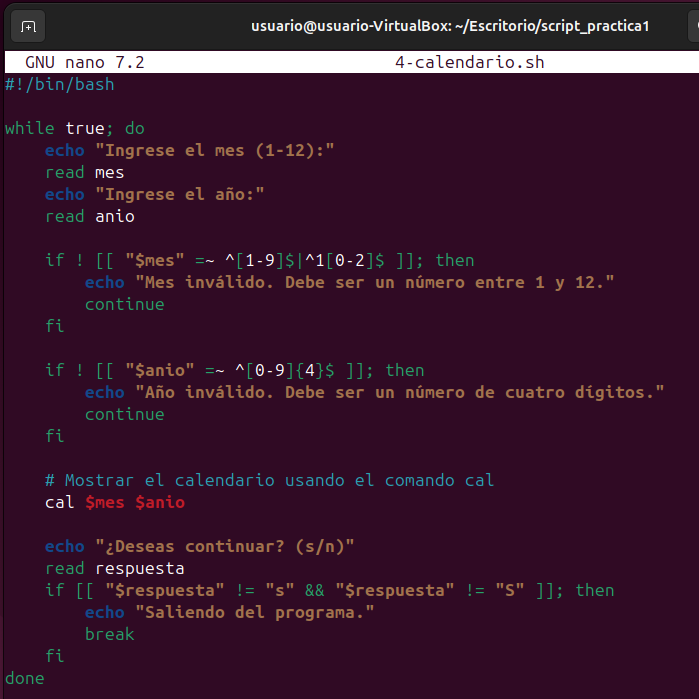 usuario@usuario-VirtualBox: ~/Escritorio/script_practica1
GNU nano 7.2 4-calendario.sh
#!/bin/bash

while true; do
    echo "Ingrese el mes (1-12):"
    read mes
    echo "Ingrese el año:"
    read anio

    if ! [[ "$mes" =~ ^[1-9]$|^1[0-2]$ ]]; then
        echo "Mes inválido. Debe ser un número entre 1 y 12."
        continue
    fi

    if ! [[ "$anio" =~ ^[0-9]{4}$ ]]; then
        echo "Año inválido. Debe ser un número de cuatro dígitos."
        continue
    fi

    # Mostrar el calendario usando el comando cal
    cal $mes $anio

    echo "¿Deseas continuar? (s/n)"
    read respuesta
    if [[ "$respuesta" != "s" && "$respuesta" != "S" ]]; then
        echo "Saliendo del programa."
        break
    fi
done